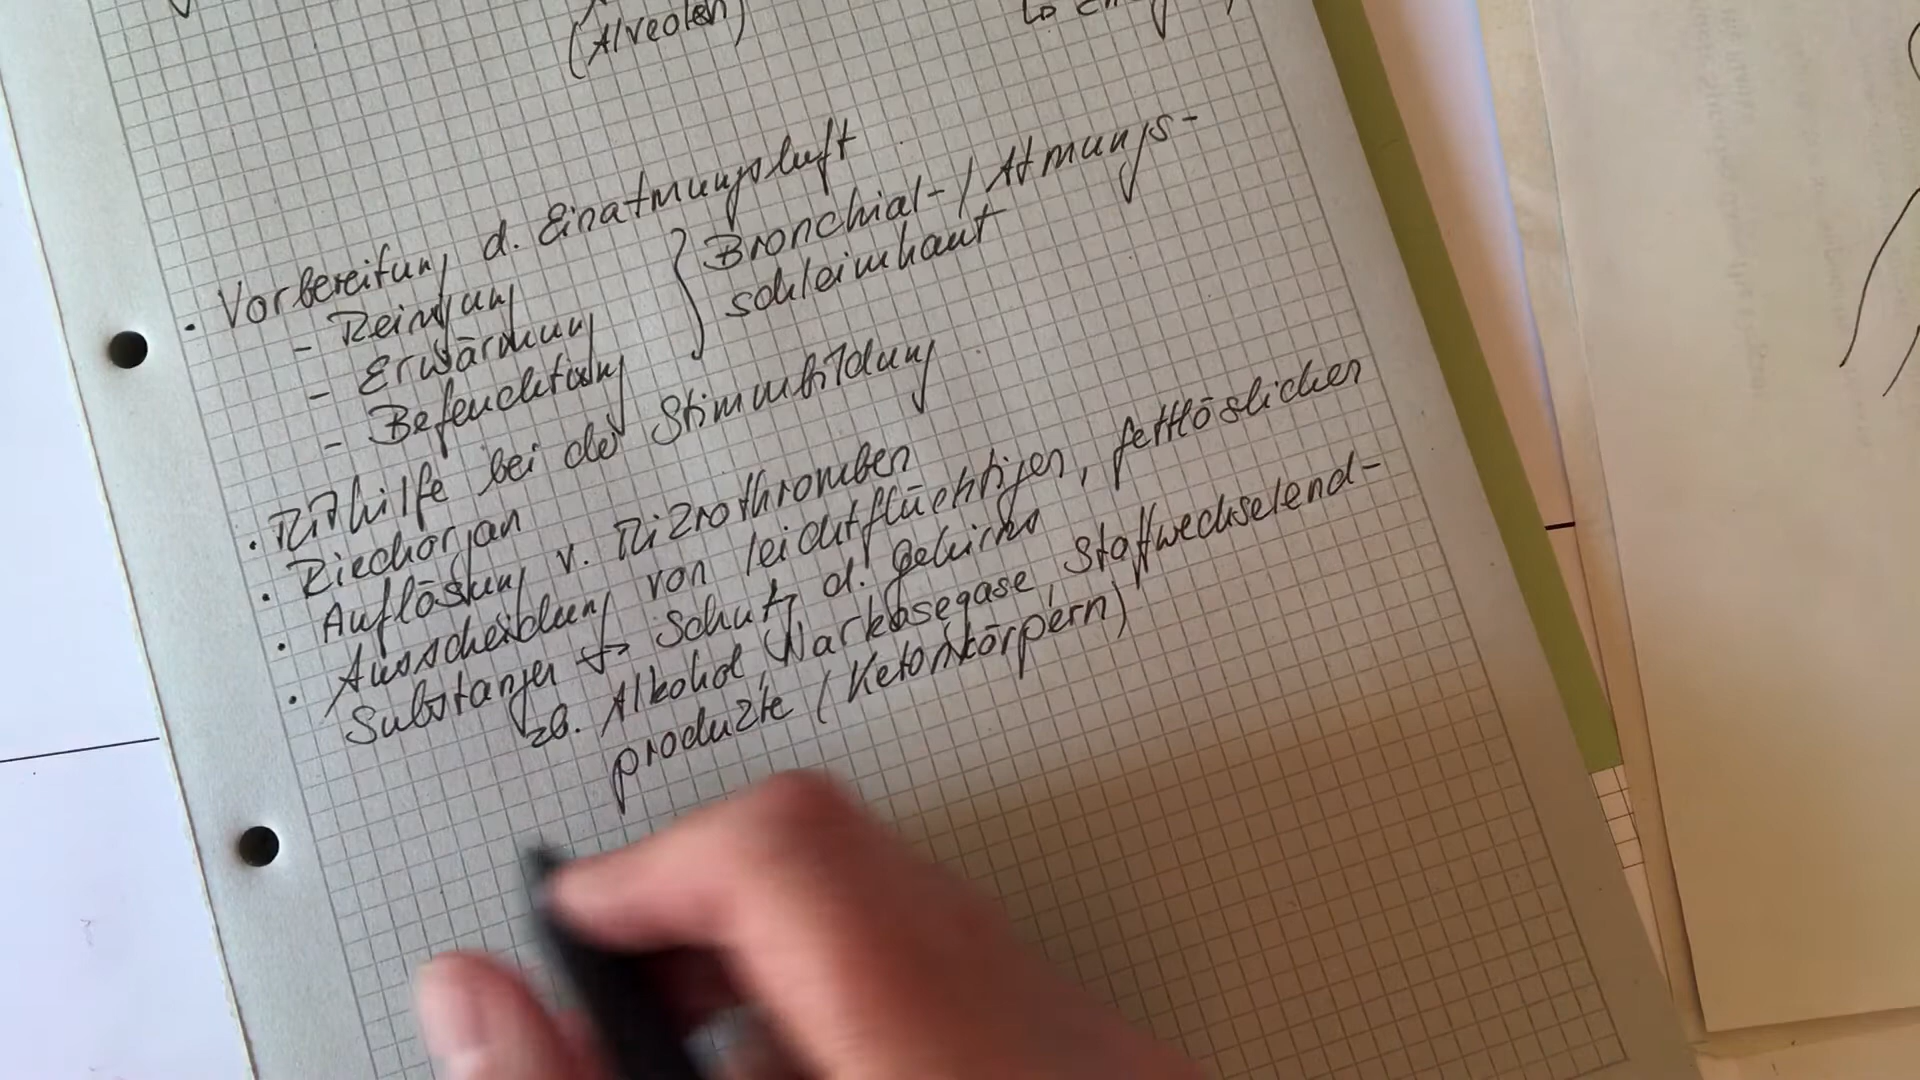 (Alveolen)
· Vorbereitung d. Einatmungsluft
- Reinigung
- Erwärmung
- Befeuchtung
} Bronchial-/Atmungs-
schleimhaut
· Mithilfe bei der Stimmbildung
· Riechorgan
· Auflösung v. Mikrothromben
· Ausscheidung von leichtflüchtigen, fettlöslichen
Substanzen → Schutz d. Gehirns
zB. Alkohol, Narkosegase, Stoffwechselend-
produkte (Ketonkörpern)